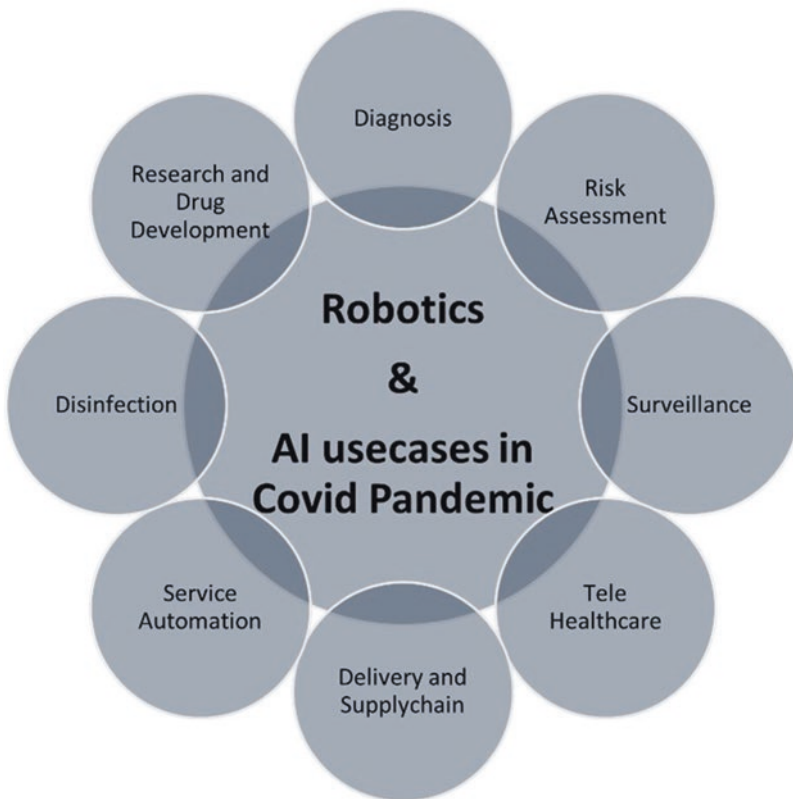 Diagnosis
Risk
Assessment
Surveillance
Tele
Healthcare
Delivery and
Supplychain
Service
Automation
Disinfection
Research and
Drug
Development
Robotics
&
AI usecases in
Covid Pandemic